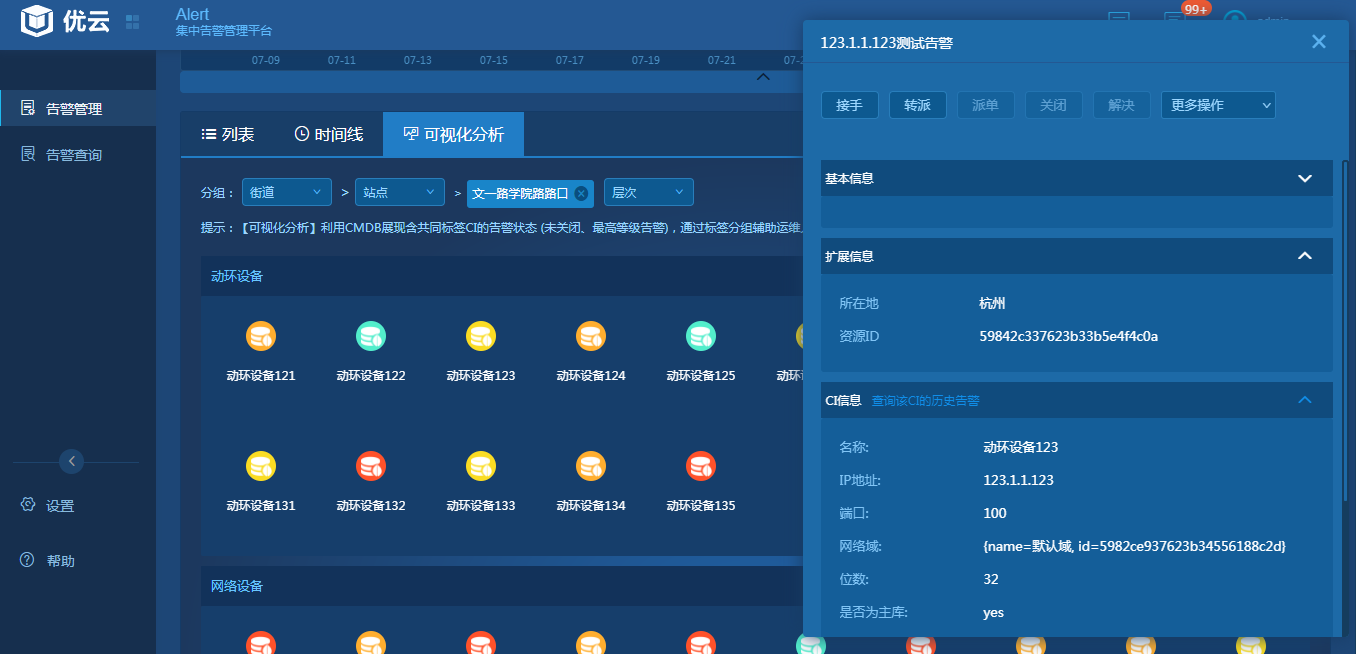 优云
Alert
集中告警管理平台
99+
告警管理
告警查询
设置
帮助
07-09 07-11 07-13 07-15 07-17 07-19 07-21
列表 时间线 可视化分析
分组： 街道 > 站点 > 文一路学院路路口 层次
提示：【可视化分析】利用CMDB展现含共同标签CI的告警状态 (未关闭、最高等级告警)，通过标签分组辅助运维
动环设备
动环设备121 动环设备122 动环设备123 动环设备124 动环设备125
动环设备131 动环设备132 动环设备133 动环设备134 动环设备135
网络设备
123.1.1.123测试告警
接手 转派 派单 关闭 解决 更多操作
基本信息
扩展信息
所在地 杭州
资源ID 59842c337623b33b5e4f4c0a
CI信息 查询该CI的历史告警
名称: 动环设备123
IP地址: 123.1.1.123
端口: 100
网络域: {name=默认域, id=5982ce937623b34556188c2d}
位数: 32
是否为主库: yes